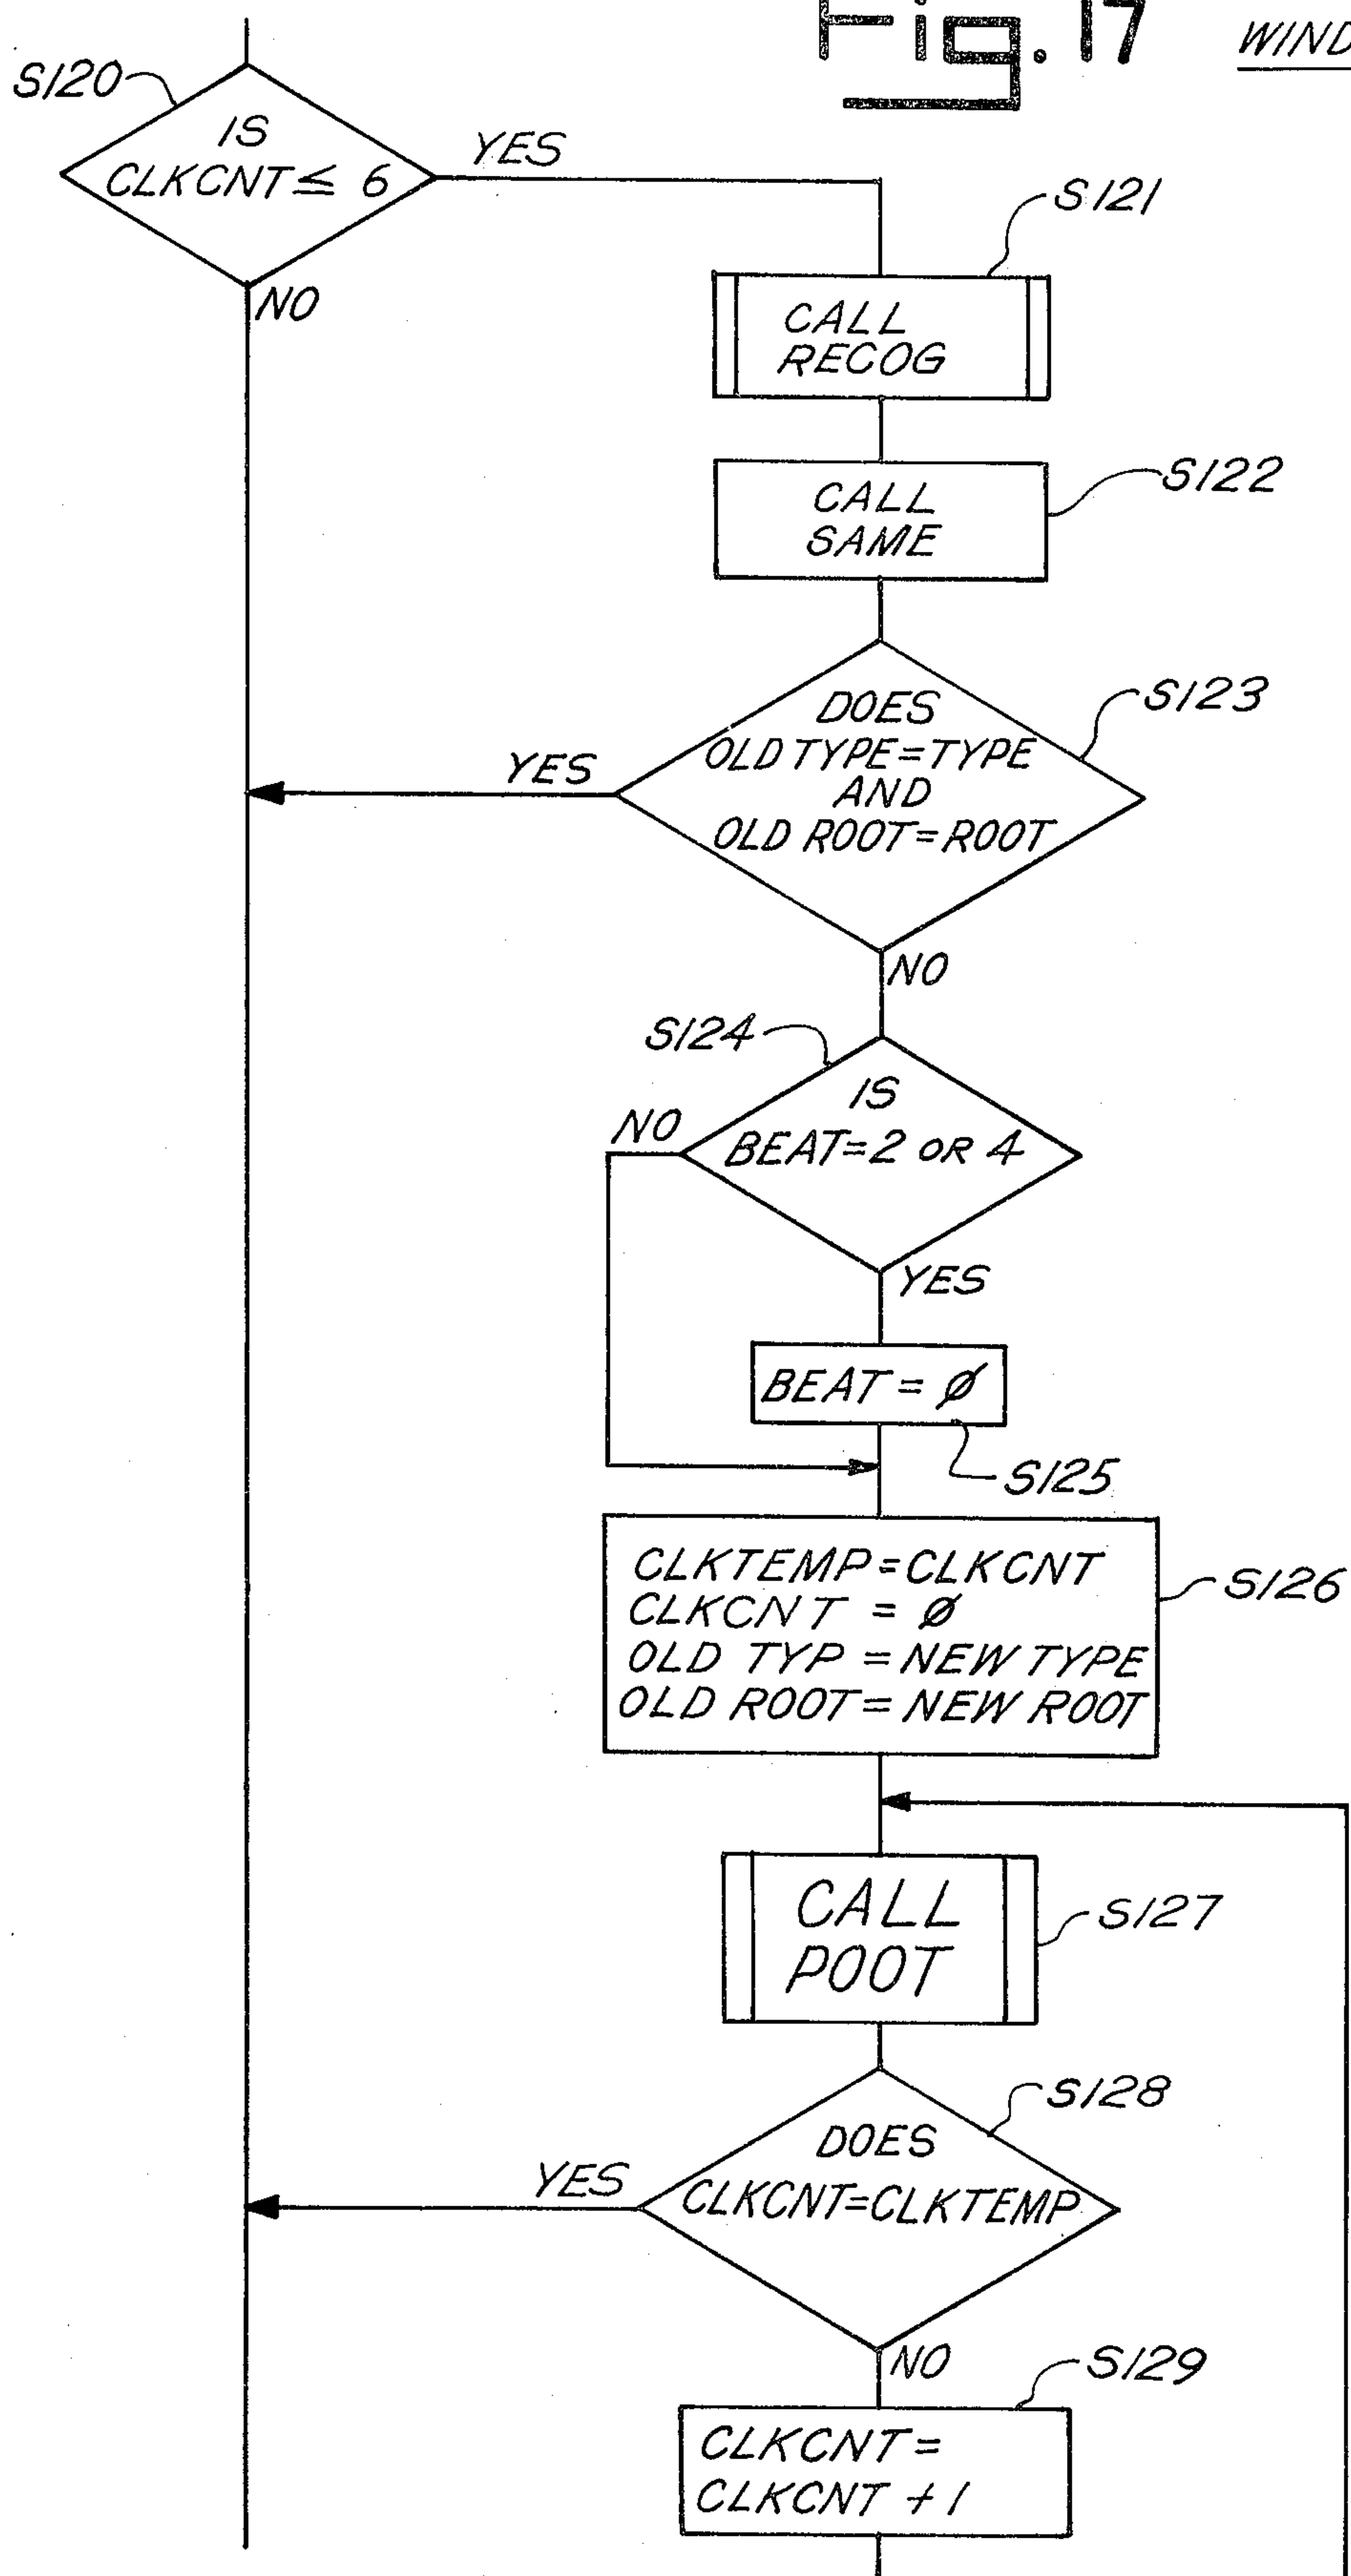 Fig. 17
WIND
S120
IS
CLKCNT ≤ 6
YES
NO
S121
CALL
RECOG
S122
CALL
SAME
S123
DOES
OLD TYPE=TYPE
AND
OLD ROOT=ROOT
YES
NO
S124
IS
BEAT=2 OR 4
NO
YES
BEAT = Ø
S125
CLKTEMP=CLKCNT
CLKCNT = Ø
OLD TYP = NEW TYPE
OLD ROOT = NEW ROOT
S126
CALL
POOT
S127
S128
DOES
CLKCNT=CLKTEMP
YES
NO
S129
CLKCNT =
CLKCNT + 1